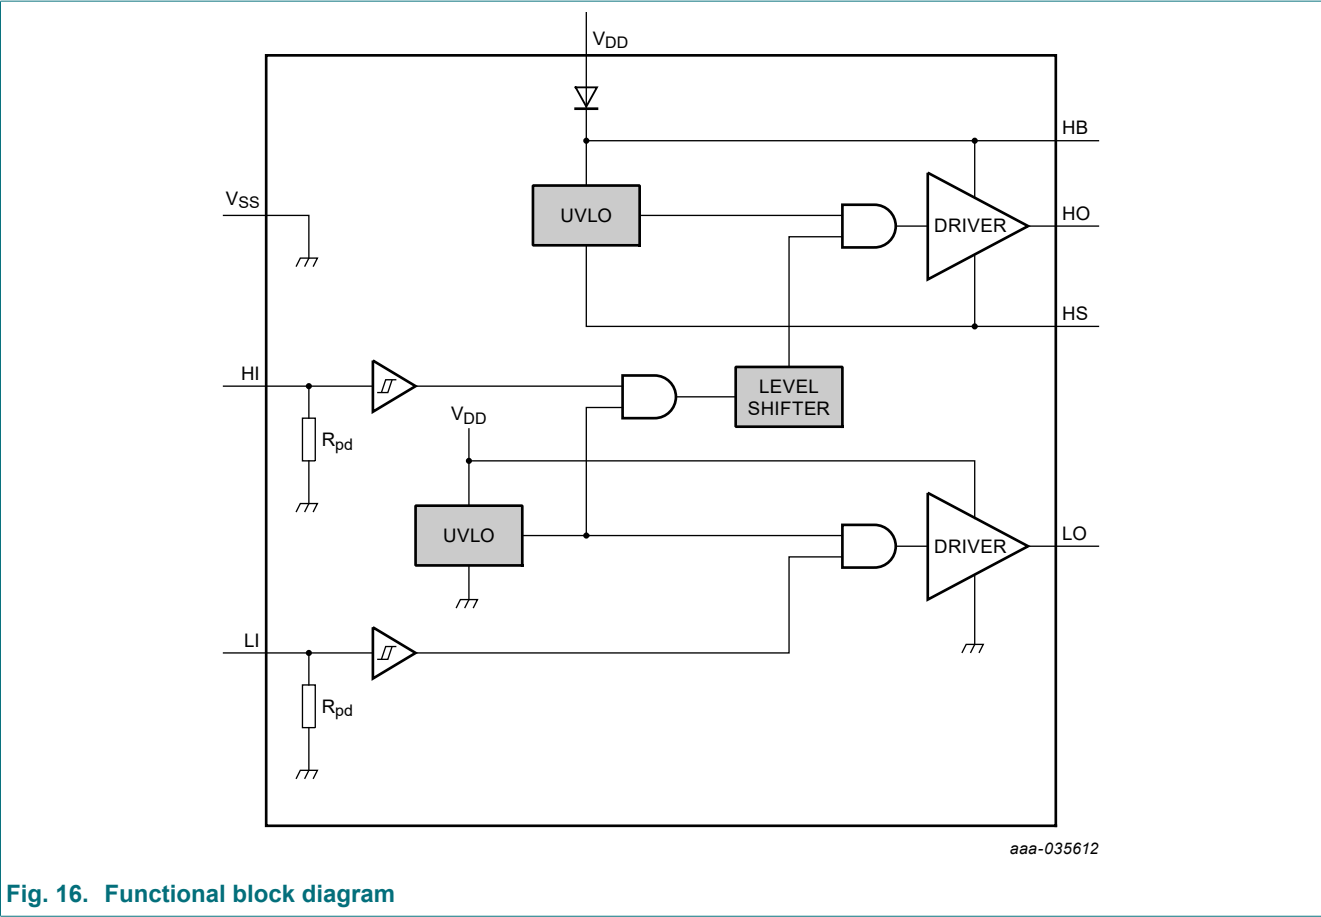 VDD
HB
VSS
UVLO
DRIVER
HO
HS
HI
LEVEL
SHIFTER
VDD
Rpd
UVLO
DRIVER
LO
LI
Rpd
aaa-035612
Fig. 16. Functional block diagram